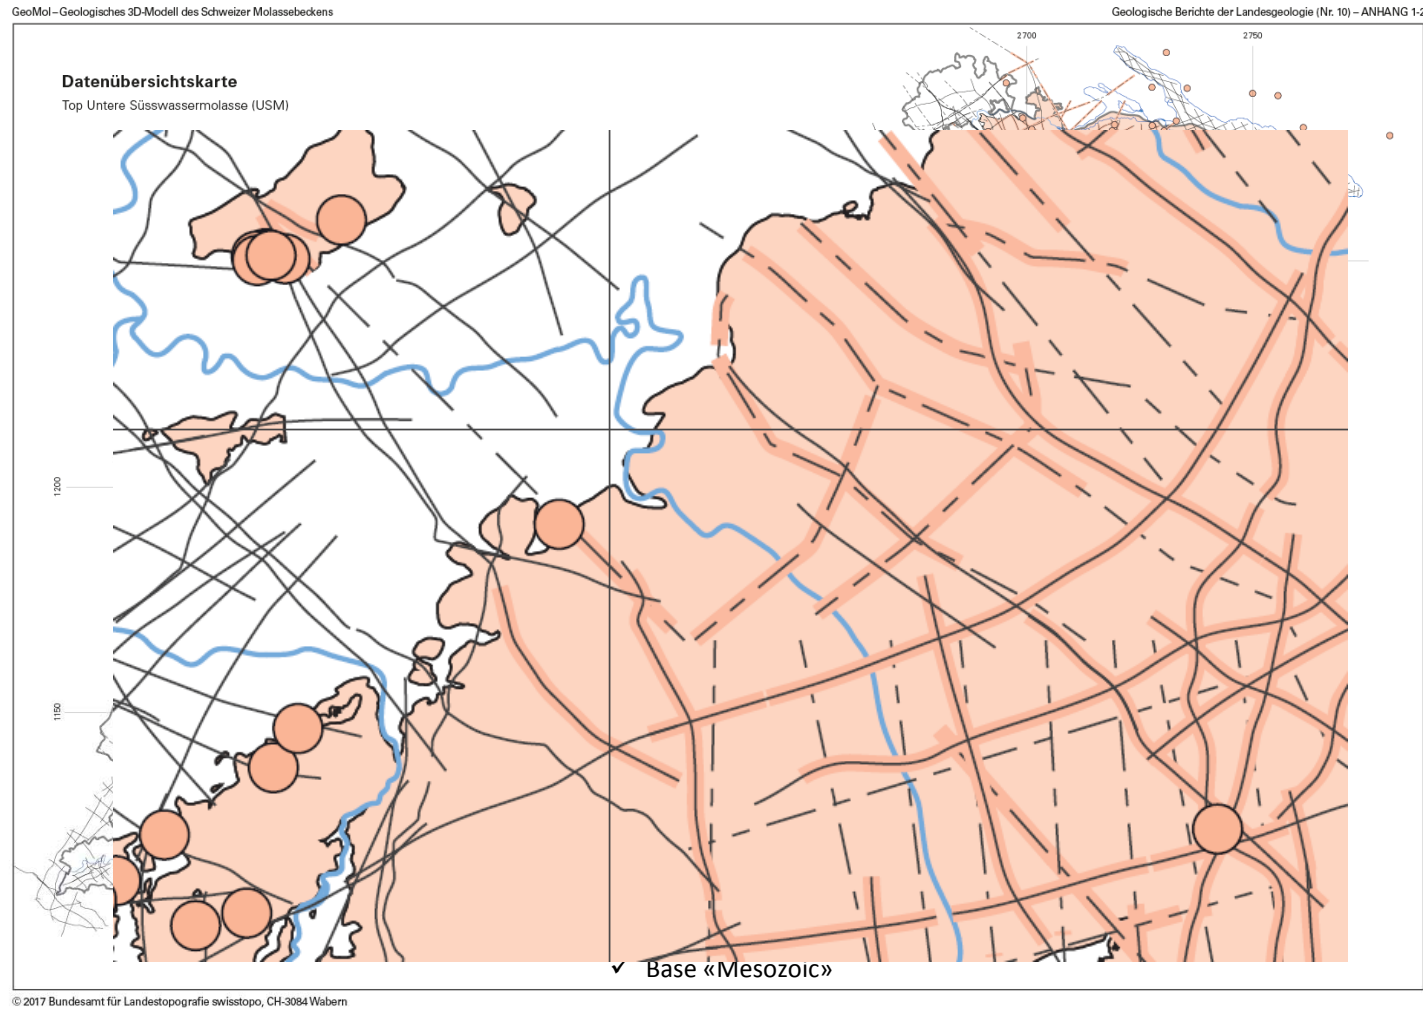 GeoMol – Geologisches 3D-Modell des Schweizer Molassebeckens
Geologische Berichte der Landesgeologie (Nr. 10) – ANHANG 1-2
2700
2750
Datenübersichtskarte
Top Untere Süsswassermolasse (USM)
1200
1150
✓ Base «Mesozoic»
© 2017 Bundesamt für Landestopografie swisstopo, CH-3084 Wabern